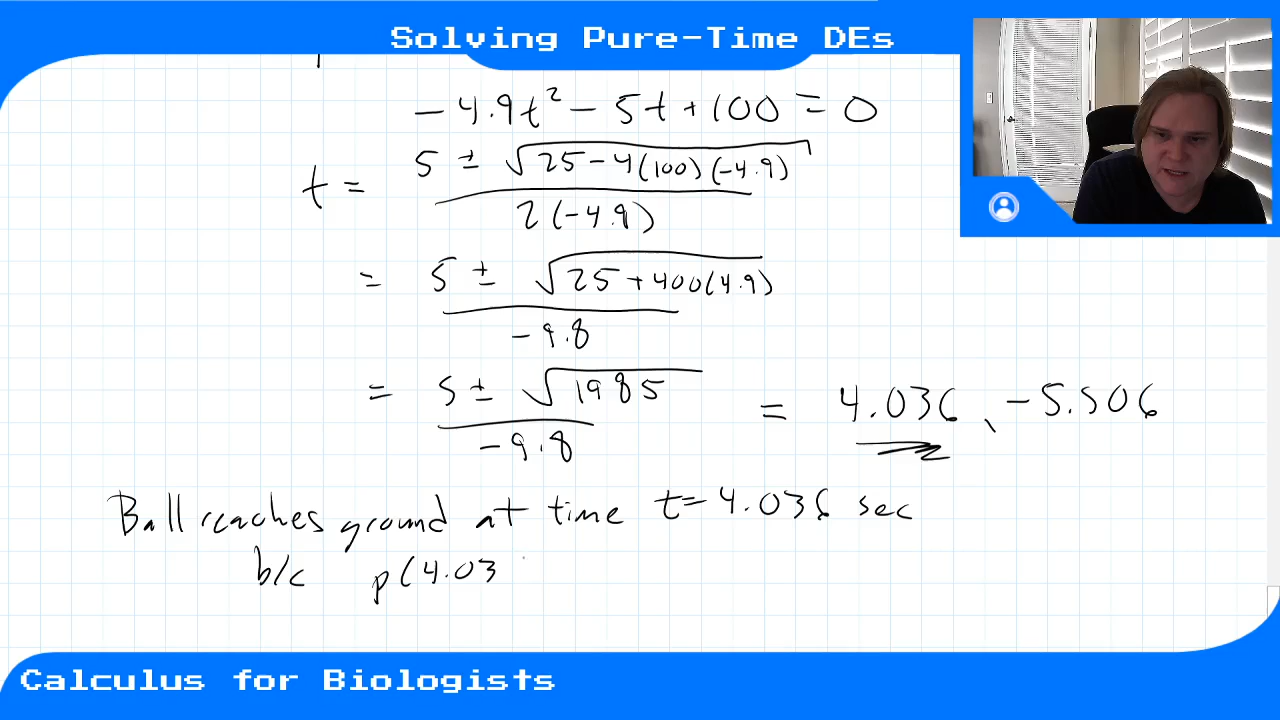 Solving Pure-Time DEs
-4.9t² - 5t + 100 = 0
t = 5 ± √25-4(100)(-4.9) / 2(-4.9)
= 5 ± √25+400(4.9) / -9.8
= 5 ± √1985 / -9.8 = 4.036, -5.506
Ball reaches ground at time t=4.036 sec
b/c p(4.03
Calculus for Biologists